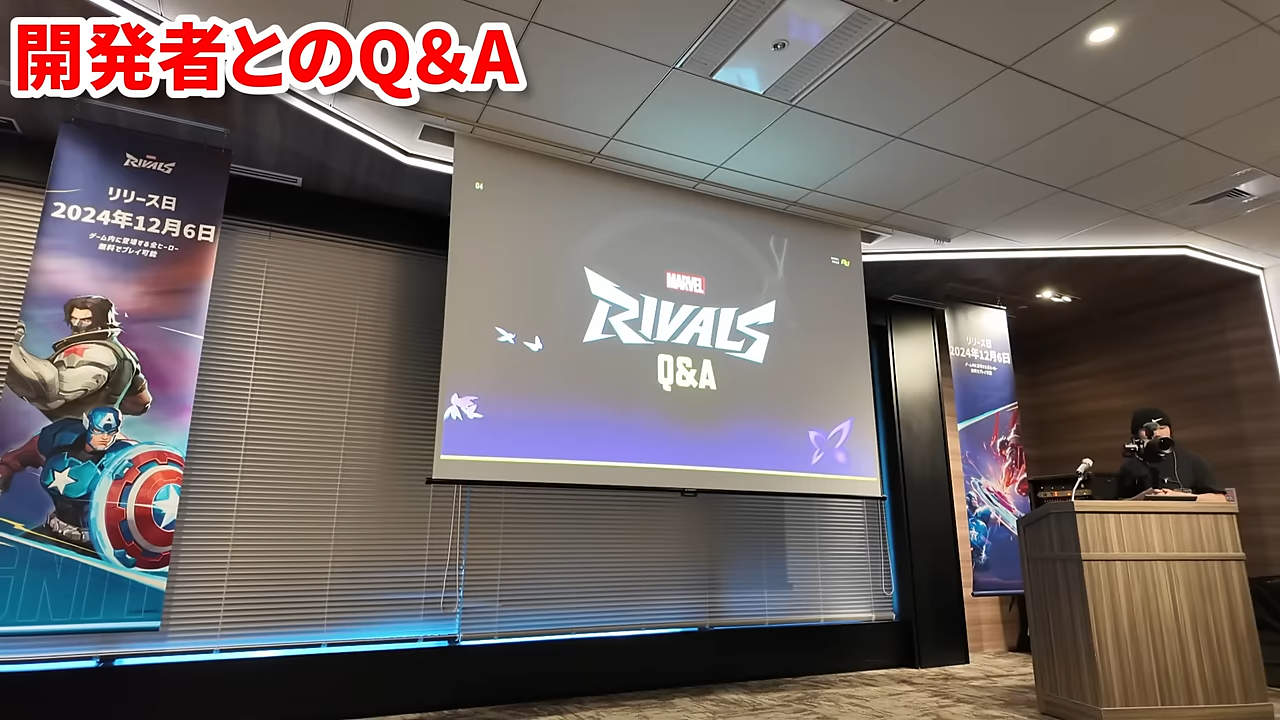 開発者とのQ&A
RIVALS
リリース日
2024年12月6日
ゲーム内に登場する全ヒーロー
無料でプレイ可能
64
MARVEL
RIVALS
Q&A
リリース日
2024年12月6日